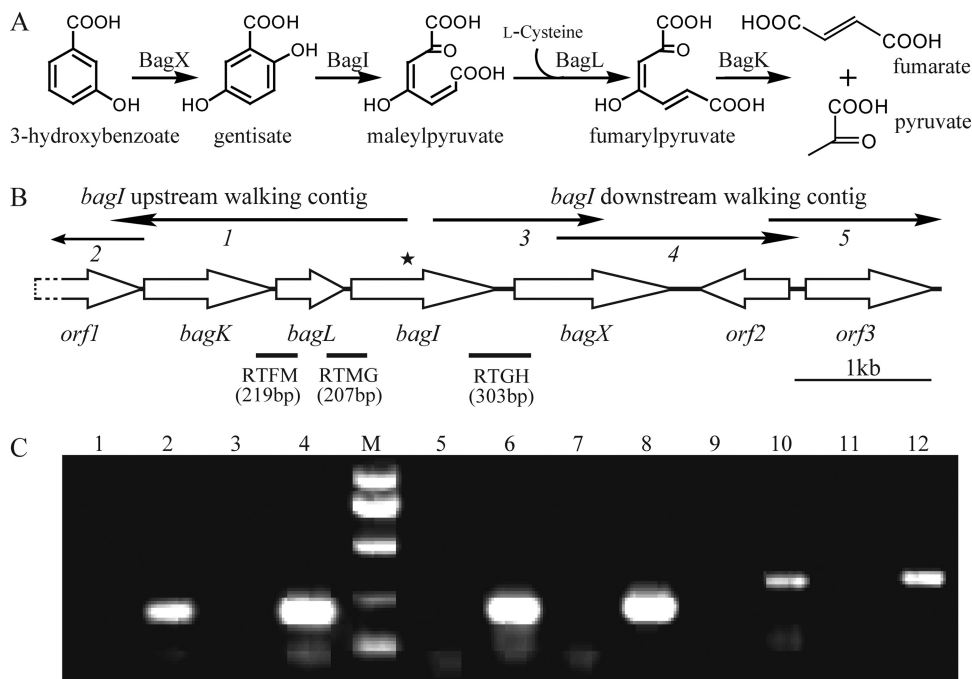 A
COOH
OH
3-hydroxybenzoate
BagX
COOH
OH
HO
gentisate
BagI
COOH
O
COOH
HO
maleylpyruvate
L-Cysteine
BagL
COOH
O
HO
COOH
fumarylpyruvate
BagK
HOOC
COOH
fumarate
+
COOH
O
pyruvate
B
bagI upstream walking contig
bagI downstream walking contig
2
1
3
4
5
★
orf1
bagK
bagL
bagI
bagX
orf2
orf3
RTFM
(219bp)
RTMG
(207bp)
RTGH
(303bp)
1kb
C
1 2 3 4 M 5 6 7 8 9 10 11 12